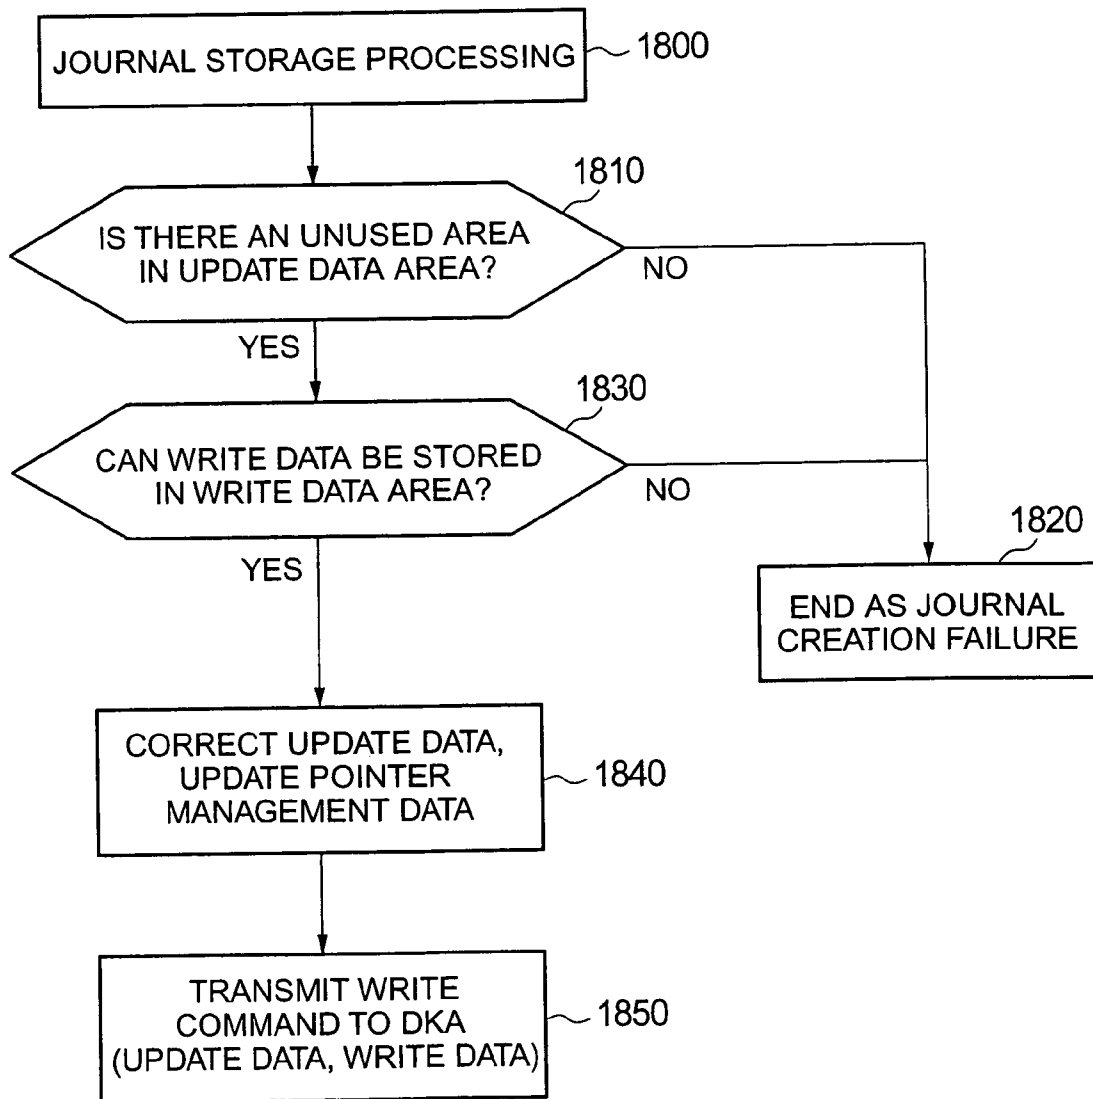 JOURNAL STORAGE PROCESSING
1800
1810
IS THERE AN UNUSED AREA
IN UPDATE DATA AREA?
NO
YES
1830
CAN WRITE DATA BE STORED
IN WRITE DATA AREA?
NO
YES
1820
END AS JOURNAL
CREATION FAILURE
CORRECT UPDATE DATA,
UPDATE POINTER
MANAGEMENT DATA
1840
TRANSMIT WRITE
COMMAND TO DKA
(UPDATE DATA, WRITE DATA)
1850